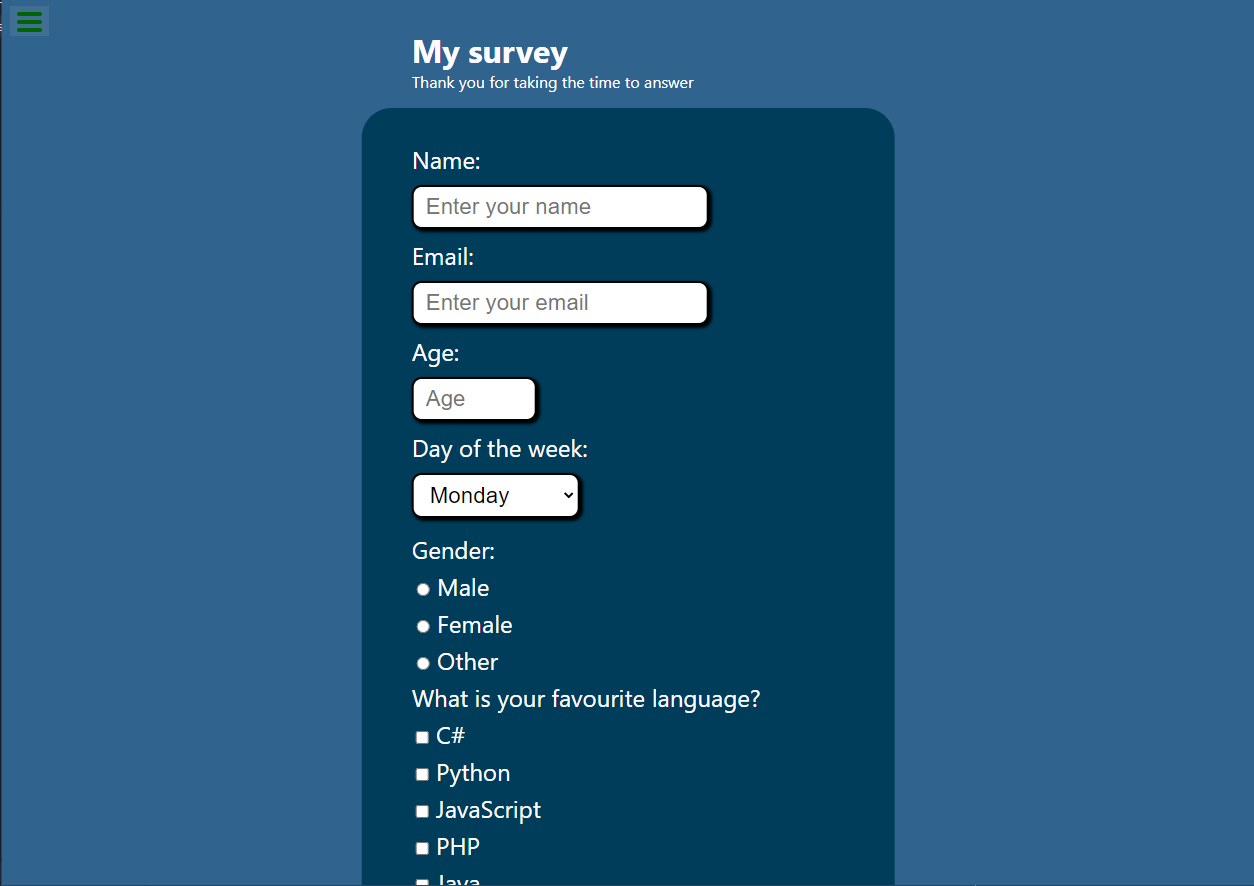 My survey
Thank you for taking the time to answer
Name:
Enter your name
Email:
Enter your email
Age:
Age
Day of the week:
Monday
Gender:
Male
Female
Other
What is your favourite language?
C#
Python
JavaScript
PHP
Java